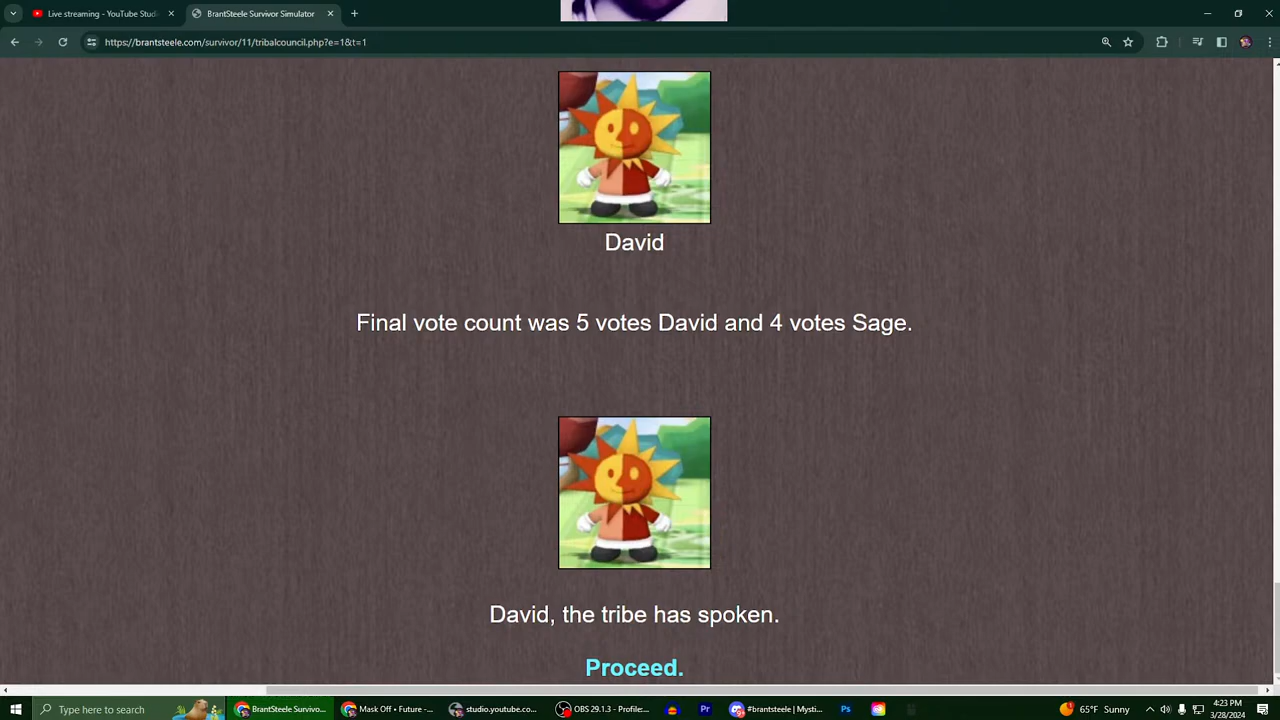 Live streaming - YouTube Stud
BrantSteele Survivor Simulator
https://brantsteele.com/survivor/11/tribalcouncil.php?e=1&t=1
David
Final vote count was 5 votes David and 4 votes Sage.
David, the tribe has spoken.
Proceed.
Type here to search
BrantSteele Survivo...
Mask Off • Future - ...
studio.youtube.co...
OBS 29.1.3 - Profile:...
Pr
#brantsteele | Mysti...
Ps
65°F Sunny
4:23 PM
3/28/2024